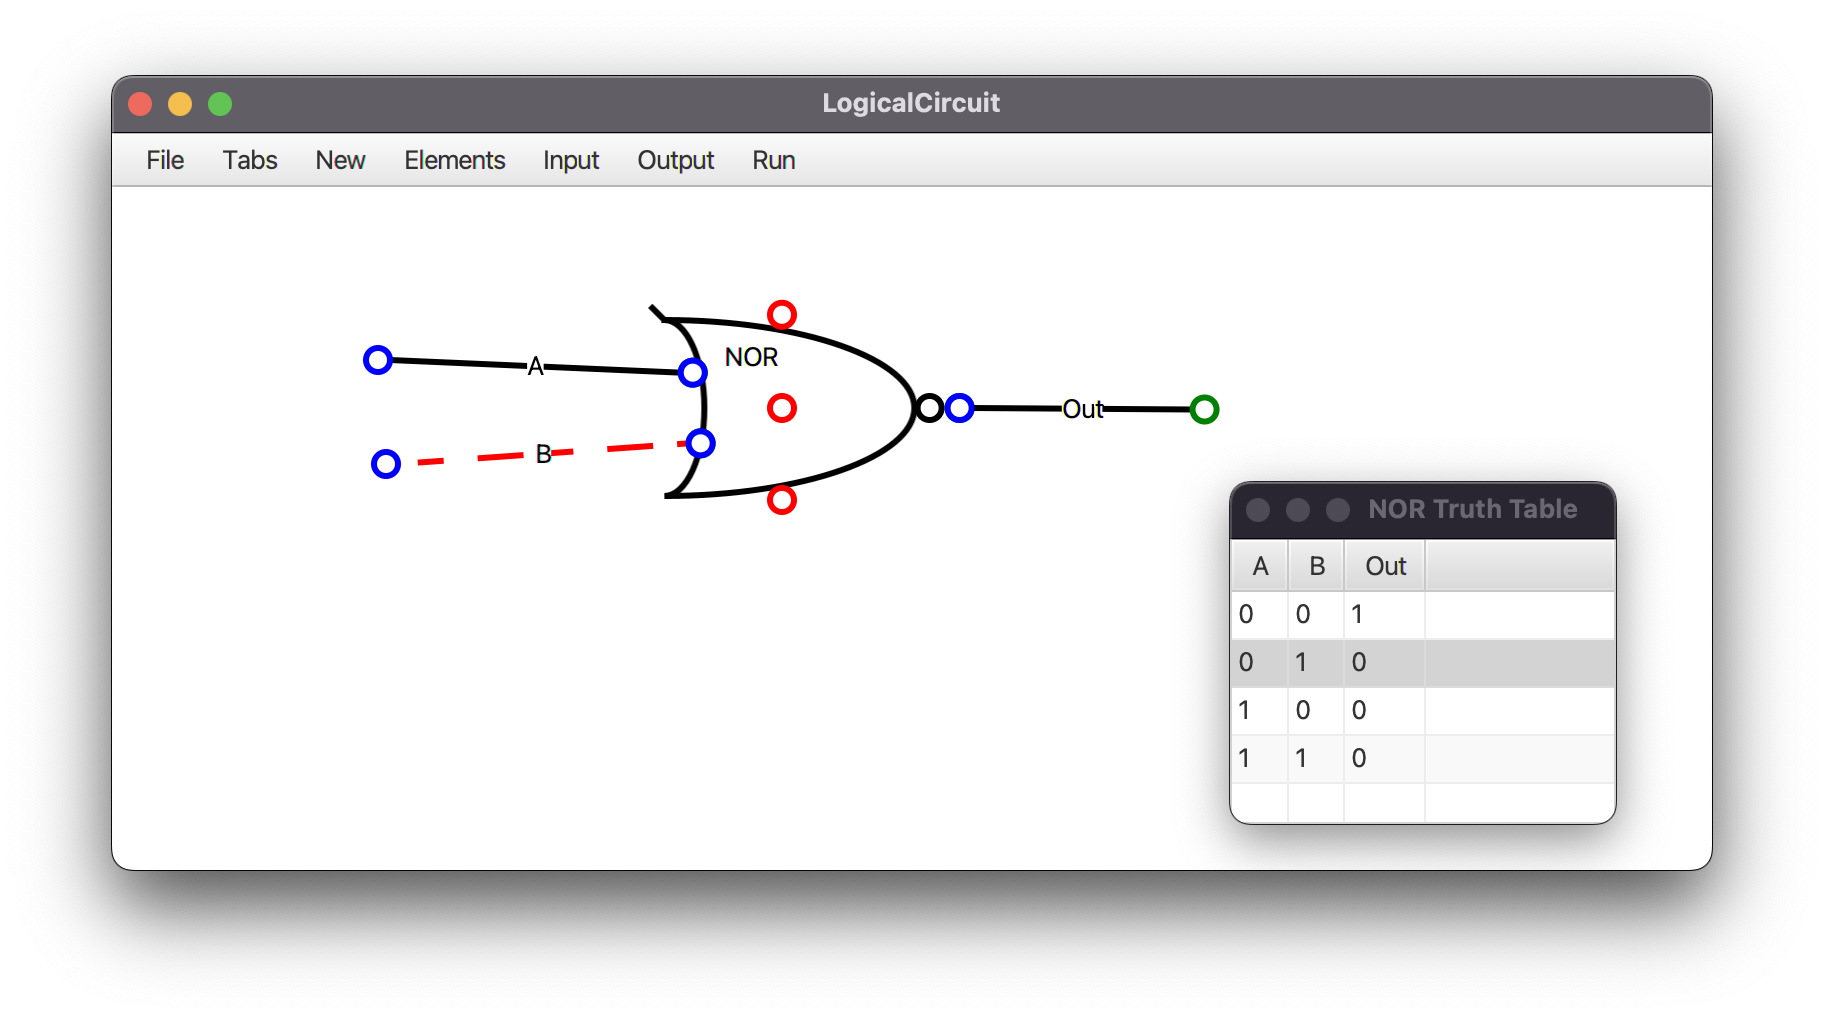 LogicalCircuit
File Tabs New Elements Input Output Run
NOR
A
B
Out
NOR Truth Table
A B Out
0 0 1
0 1 0
1 0 0
1 1 0